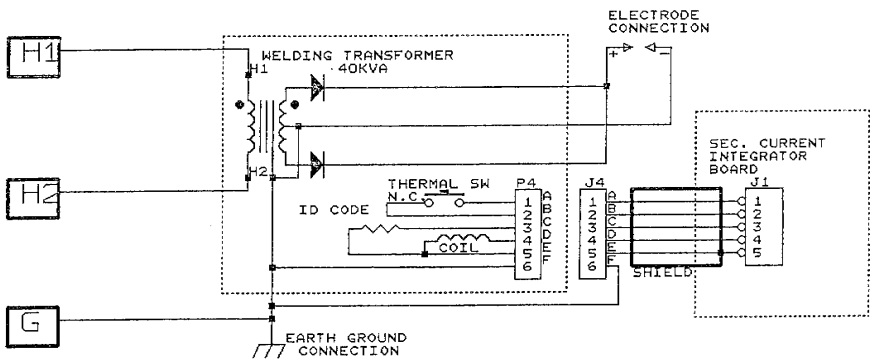 ELECTRODE
CONNECTION
H1
WELDING TRANSFORMER
40KVA
H1
+ -
SEC. CURRENT
INTEGRATOR
BOARD
H2
H2
THERMAL SW
N.C.
P4
J4
J1
ID CODE
1 A
2 B
3 C
4 D
5 E
6 F
COIL
1 A
2 B
3 C
4 D
5 E
6 F
1
2
3
4
5
SHIELD
G
EARTH GROUND
CONNECTION